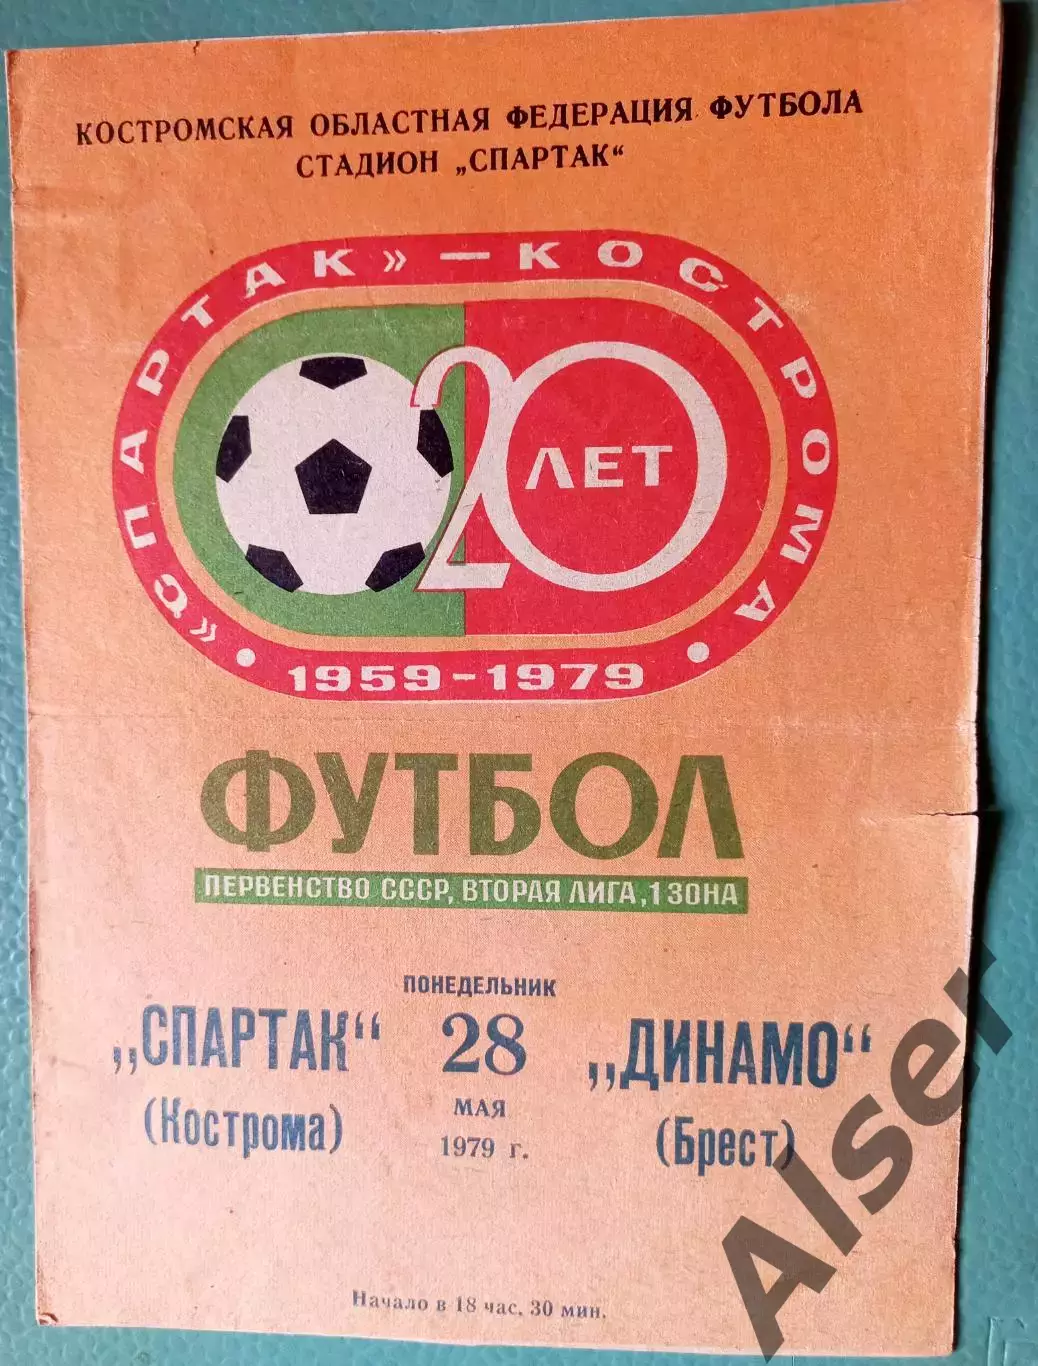 КОСТРОМСКАЯ ОБЛАСТНАЯ ФЕДЕРАЦИЯ ФУТБОЛА
СТАДИОН „СПАРТАК“
«СПАРТАК» — КОСТРОМА
20 ЛЕТ
• 1959-1979 •
ФУТБОЛ
ПЕРВЕНСТВО СССР, ВТОРАЯ ЛИГА, 1 ЗОНА
ПОНЕДЕЛЬНИК
„СПАРТАК“ 28 „ДИНАМО“
(Кострома) МАЯ (Брест)
1979 г.
Начало в 18 час. 30 мин.
Alser